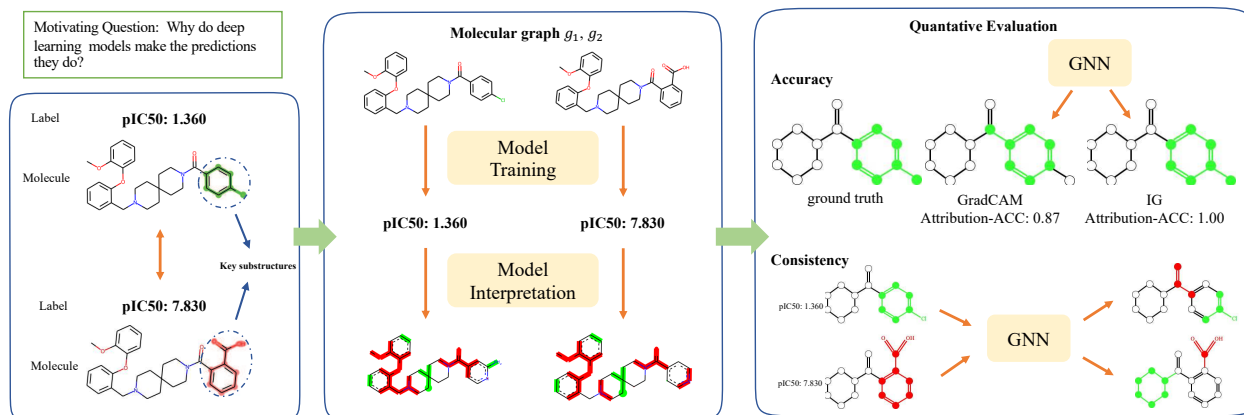 Motivating Question: Why do deep
learning models make the predictions
they do?
Label
pIC50: 1.360
Molecule
Key substructures
Label
pIC50: 7.830
Molecule
Molecular graph g1, g2
Model
Training
pIC50: 1.360
pIC50: 7.830
Model
Interpretation
Quantative Evaluation
GNN
Accuracy
ground truth
GradCAM
Attribution-ACC: 0.87
IG
Attribution-ACC: 1.00
Consistency
pIC50: 1.360
pIC50: 7.830
GNN